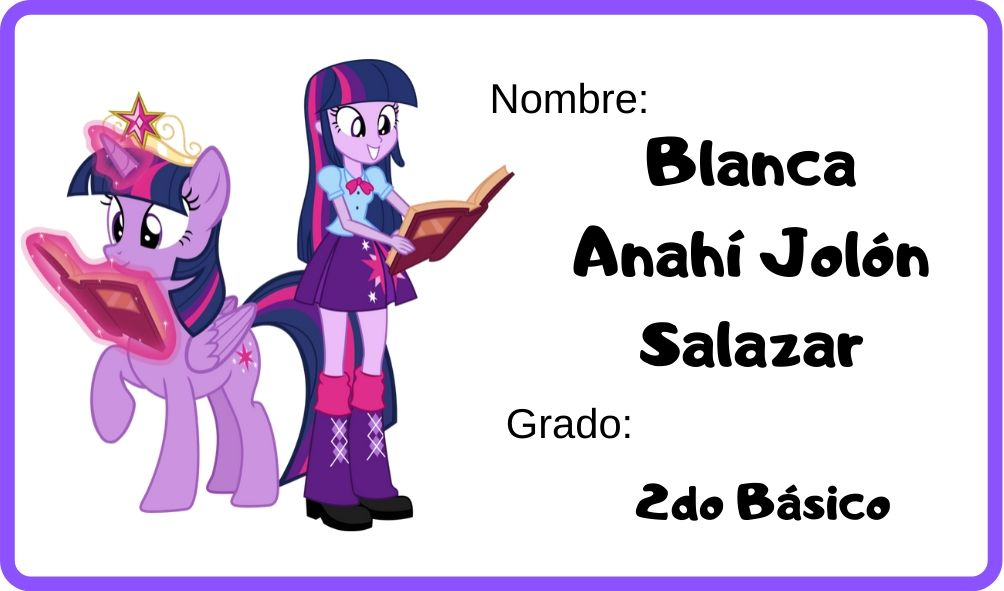 Nombre:
Blanca
Anahí Jolón
Salazar
Grado:
2do Básico